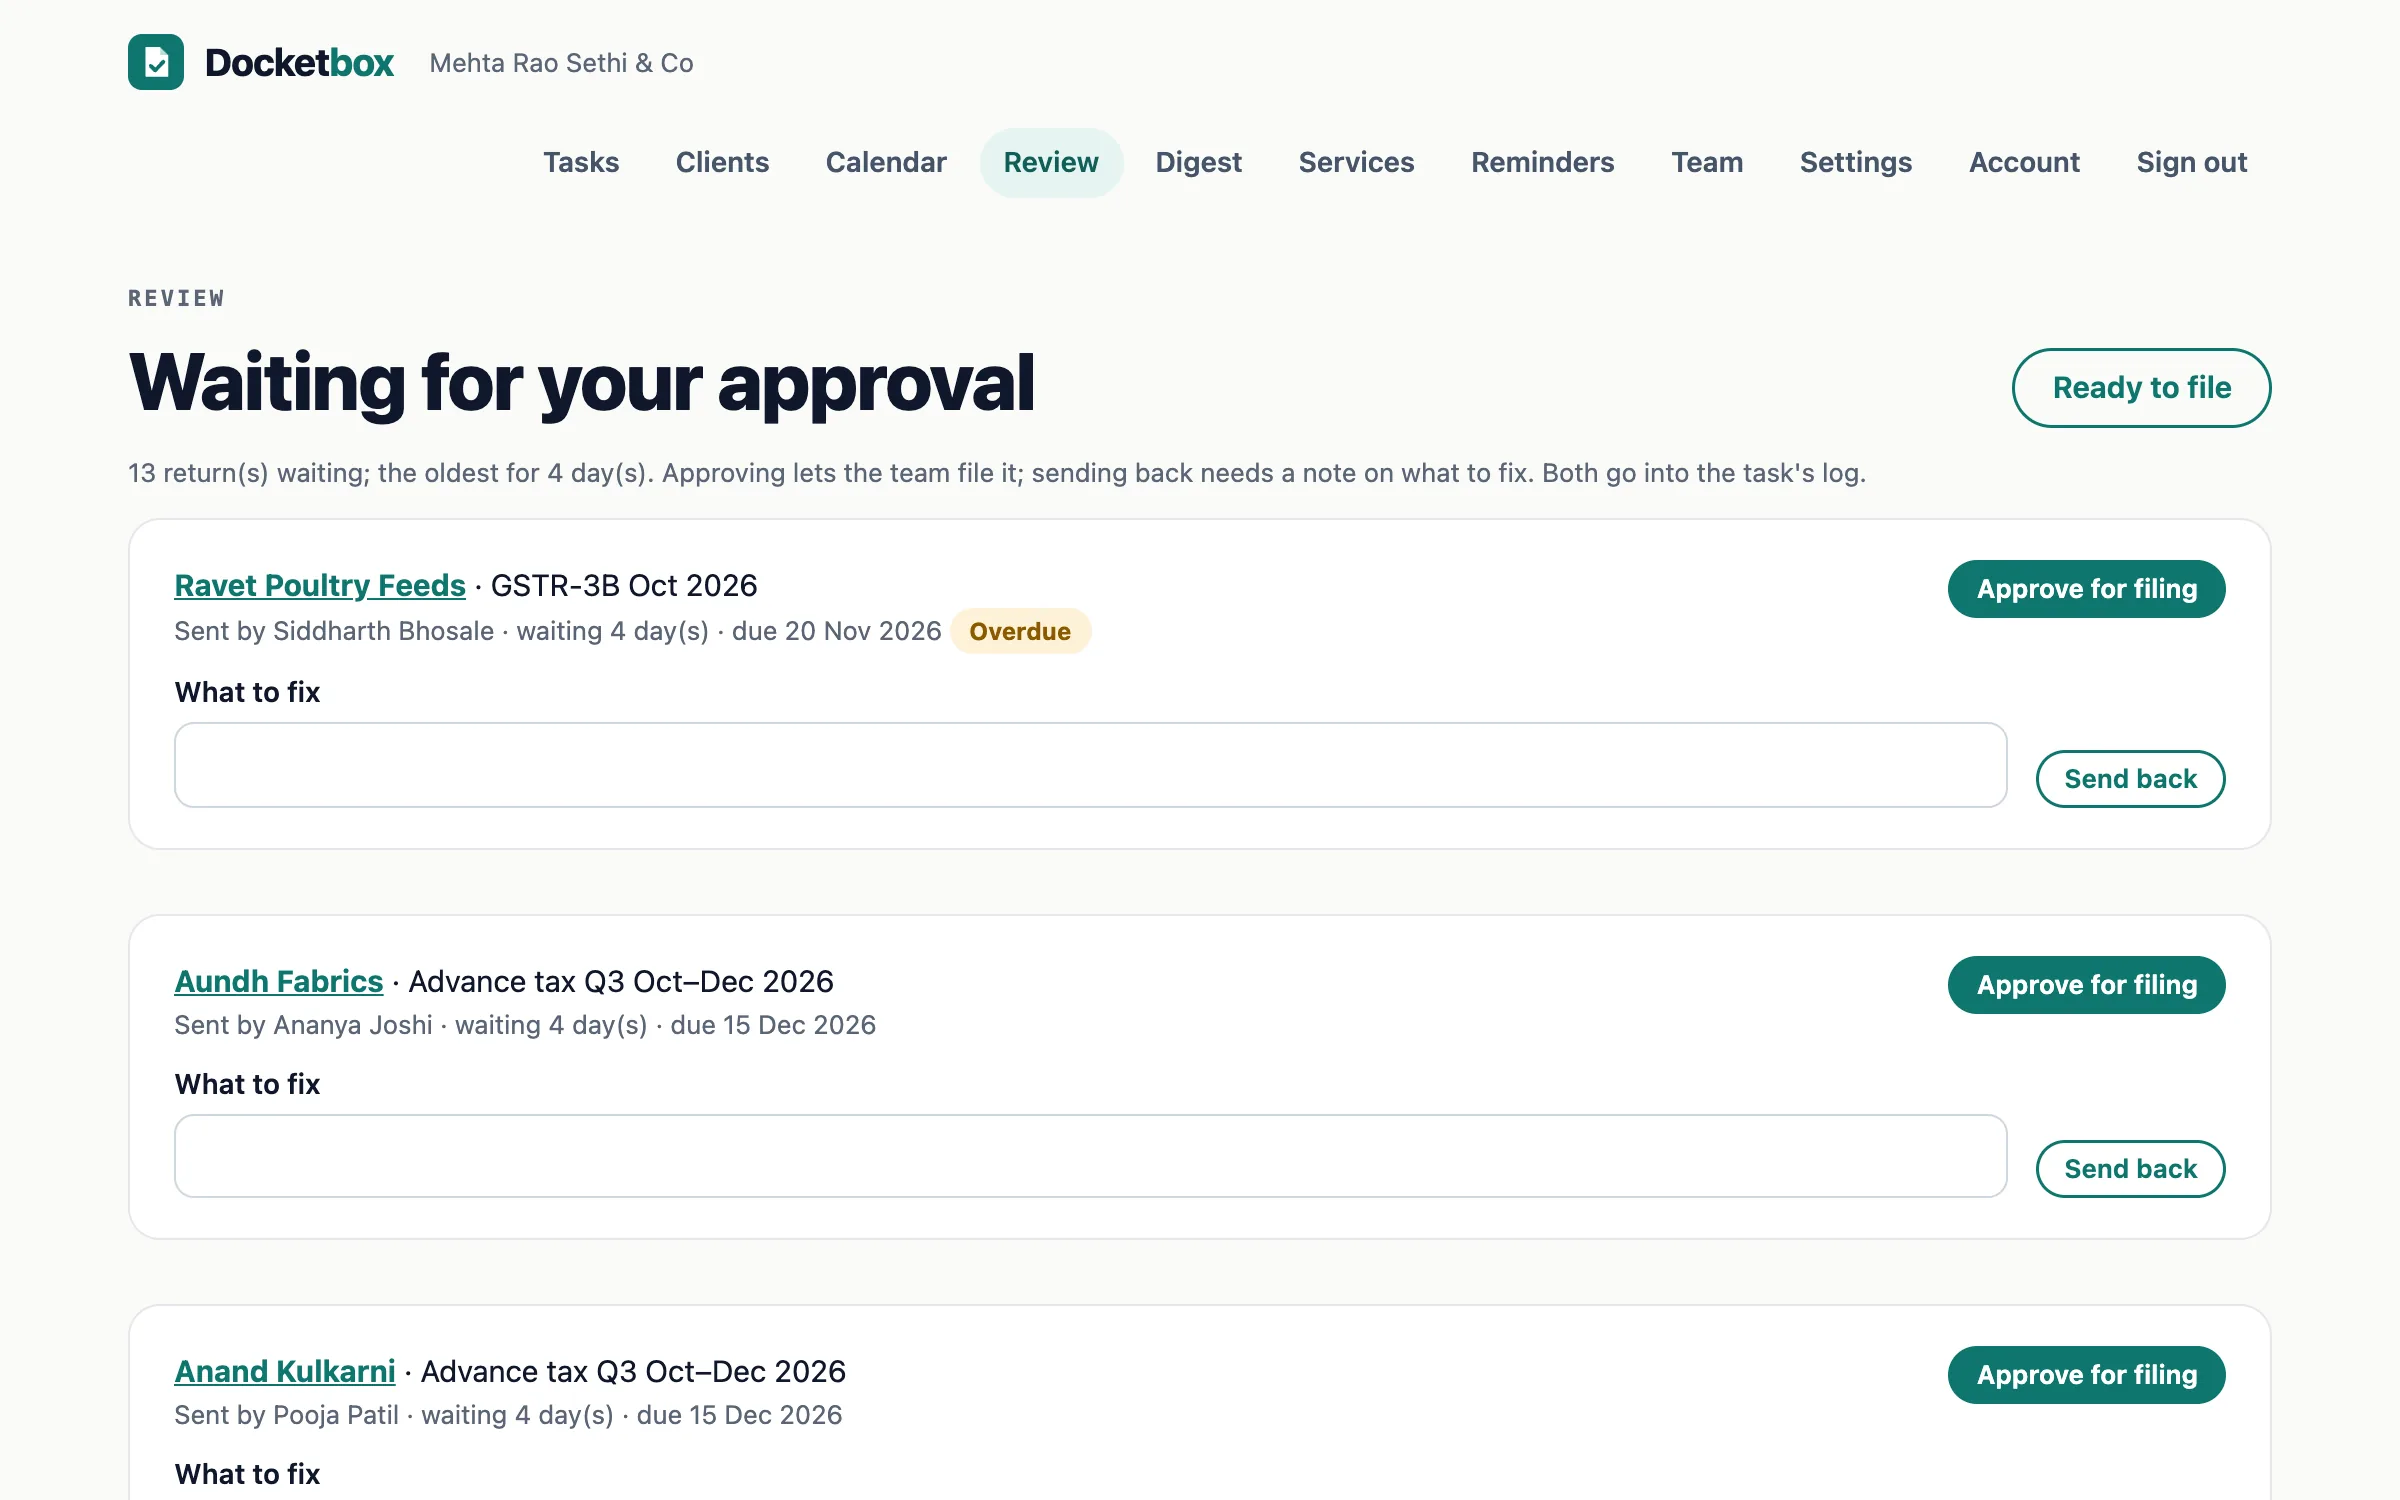 Docketbox Mehta Rao Sethi & Co
Tasks Clients Calendar Review Digest Services Reminders Team Settings Account Sign out
REVIEW
Waiting for your approval
Ready to file
13 return(s) waiting; the oldest for 4 day(s). Approving lets the team file it; sending back needs a note on what to fix. Both go into the task's log.
Ravet Poultry Feeds · GSTR-3B Oct 2026
Approve for filing
Sent by Siddharth Bhosale · waiting 4 day(s) · due 20 Nov 2026 Overdue
What to fix
Send back
Aundh Fabrics · Advance tax Q3 Oct–Dec 2026
Approve for filing
Sent by Ananya Joshi · waiting 4 day(s) · due 15 Dec 2026
What to fix
Send back
Anand Kulkarni · Advance tax Q3 Oct–Dec 2026
Approve for filing
Sent by Pooja Patil · waiting 4 day(s) · due 15 Dec 2026
What to fix